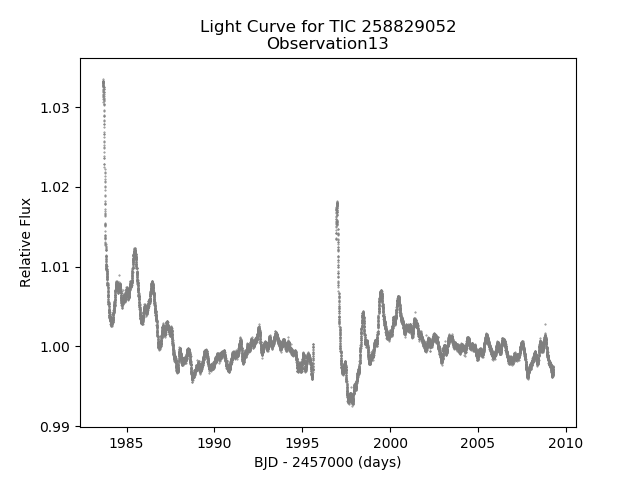 Light Curve for TIC 258829052
Observation13
Relative Flux
1.03
1.02
1.01
1.00
0.99
1985
1990
1995
2000
2005
2010
BJD - 2457000 (days)